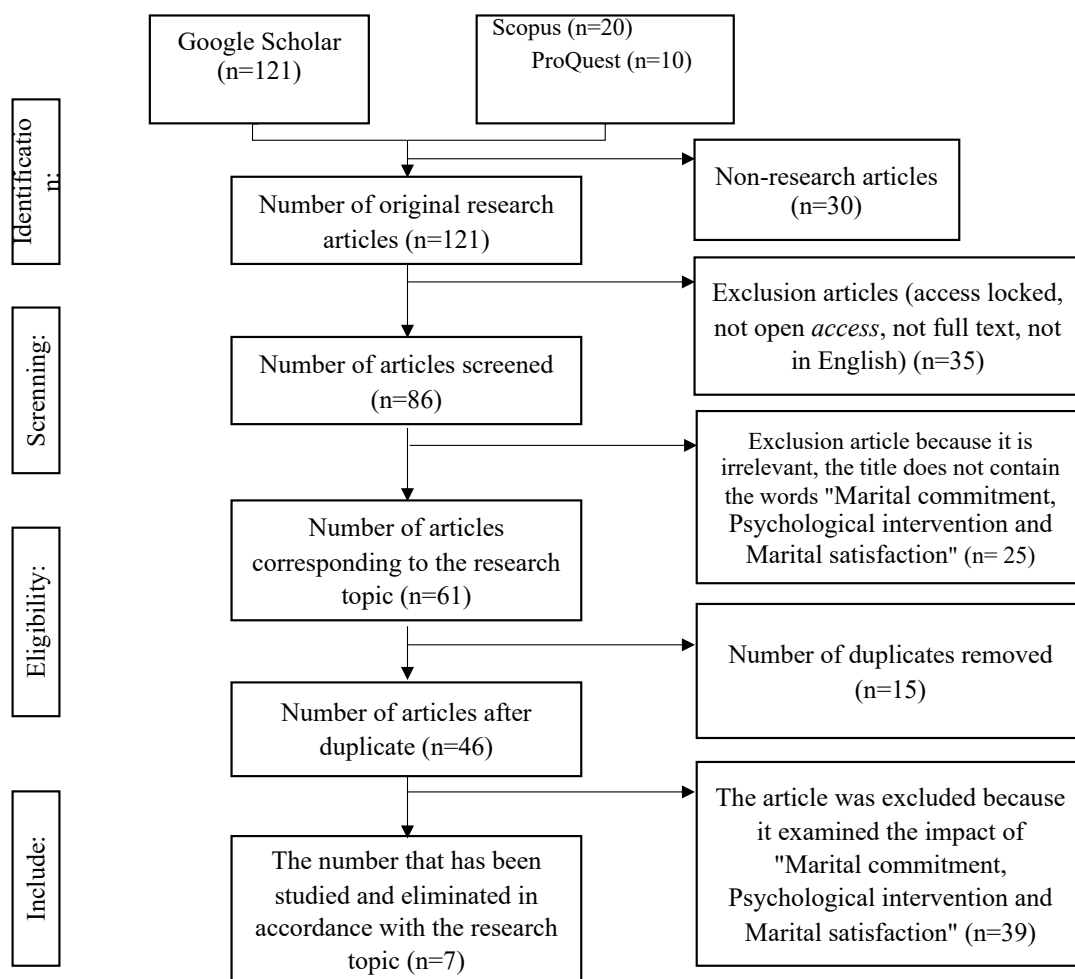 Google Scholar
(n=121)
Scopus (n=20)
ProQuest (n=10)
Identificatio
n:
Non-research articles
(n=30)
Number of original research
articles (n=121)
Exclusion articles (access locked,
not open access, not full text, not
in English) (n=35)
Screnning:
Number of articles screened
(n=86)
Exclusion article because it is
irrelevant, the title does not contain
the words "Marital commitment,
Psychological intervention and
Marital satisfaction" (n= 25)
Eligibility:
Number of articles
corresponding to the research
topic (n=61)
Number of duplicates removed
(n=15)
Number of articles after
duplicate (n=46)
Include:
The article was excluded because
it examined the impact of
"Marital commitment,
Psychological intervention and
Marital satisfaction" (n=39)
The number that has been
studied and eliminated in
accordance with the research
topic (n=7)